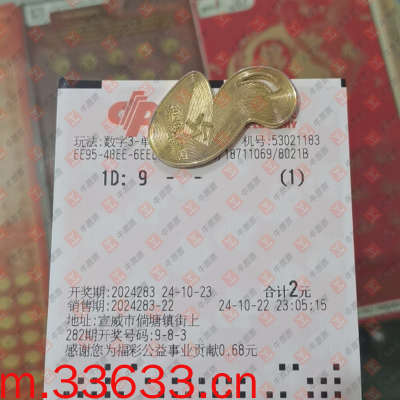 玩法:数字3-单
机号:53021183
EE95-4BEE-6EEE
/18711069/8021B
1D: 9 - - (1)
开奖期:2024283 24-10-23 合计2元
销售期:2024283-22 24-10-22 23:05:15
地址:宣威市倘塘镇街上
282期开奖号码:9-8-3
感谢您为福彩公益事业贡献0.68元
m.33633.cn